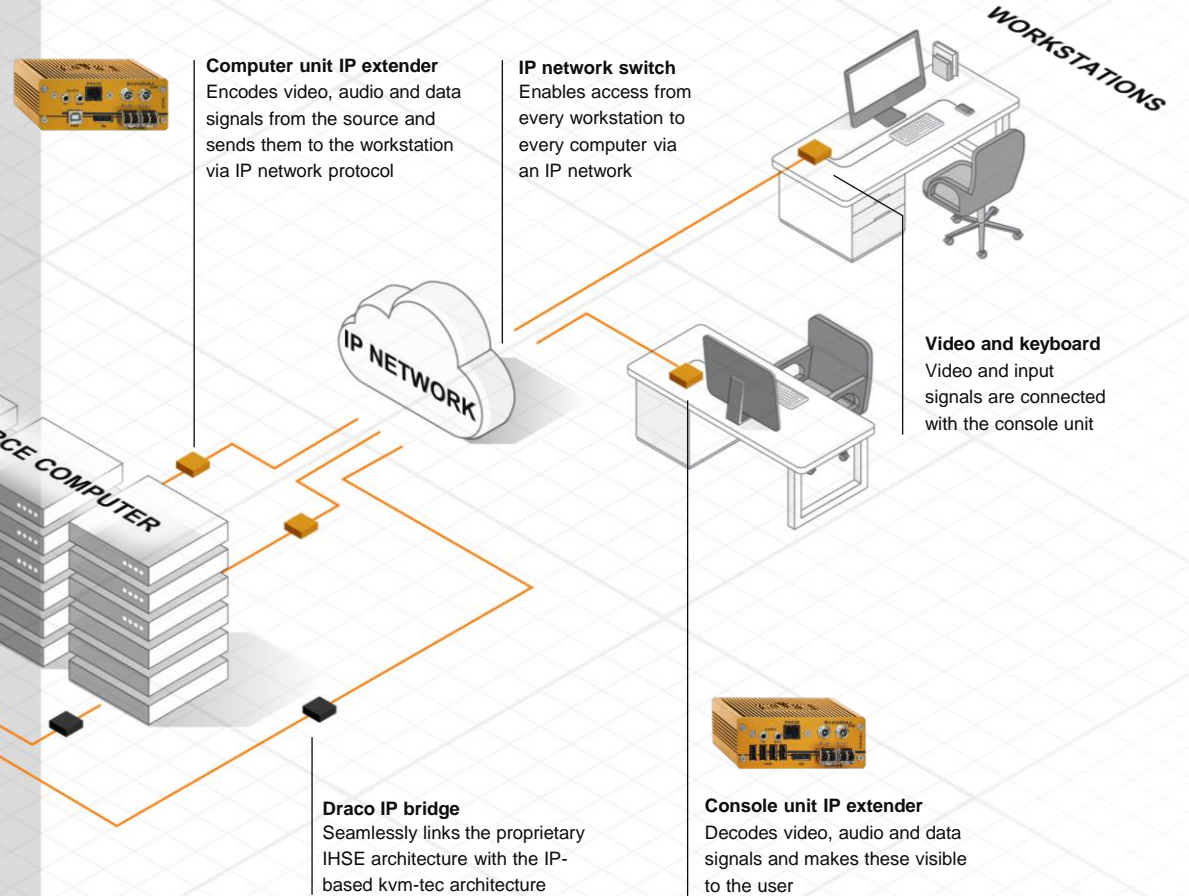 WORKSTATIONS
Computer unit IP extender
Encodes video, audio and data
signals from the source and
sends them to the workstation
via IP network protocol
IP network switch
Enables access from
every workstation to
every computer via
an IP network
Video and keyboard
Video and input
signals are connected
with the console unit
IP NETWORK
COMPUTER
Draco IP bridge
Seamlessly links the proprietary
IHSE architecture with the IP-
based kvm-tec architecture
Console unit IP extender
Decodes video, audio and data
signals and makes these visible
to the user